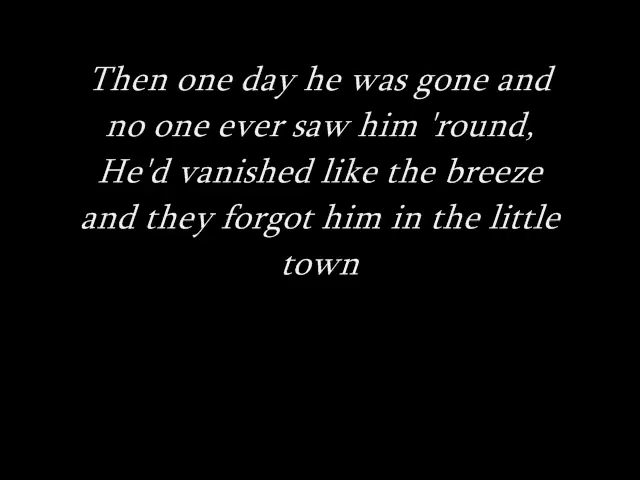 Then one day he was gone and
no one ever saw him 'round,
He'd vanished like the breeze
and they forgot him in the little
town